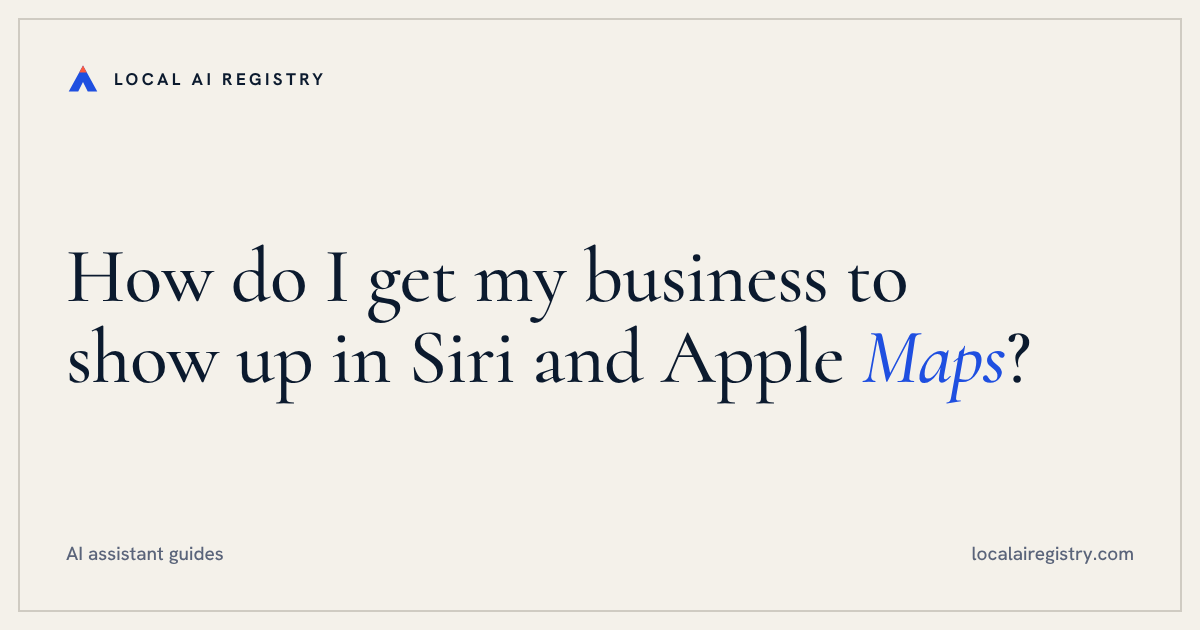 LOCAL AI REGISTRY
How do I get my business to
show up in Siri and Apple Maps?
AI assistant guides
localairegistry.com